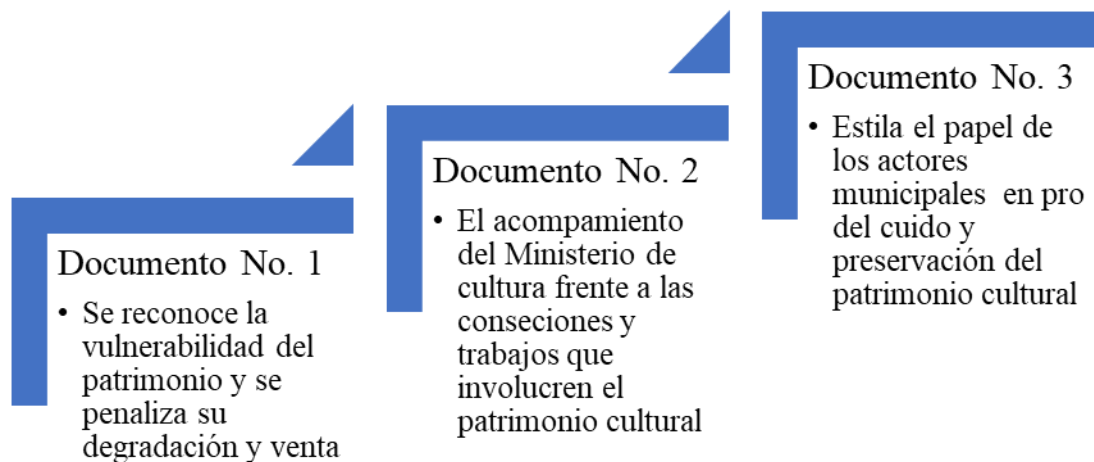 Documento No. 1
• Se reconoce la
vulnerabilidad del
patrimonio y se
penaliza su
degradación y venta
Documento No. 2
• El acompamiento
del Ministerio de
cultura frente a las
conseciones y
trabajos que
involucren el
patrimonio cultural
Documento No. 3
• Estila el papel de
los actores
municipales en pro
del cuido y
preservación del
patrimonio cultural